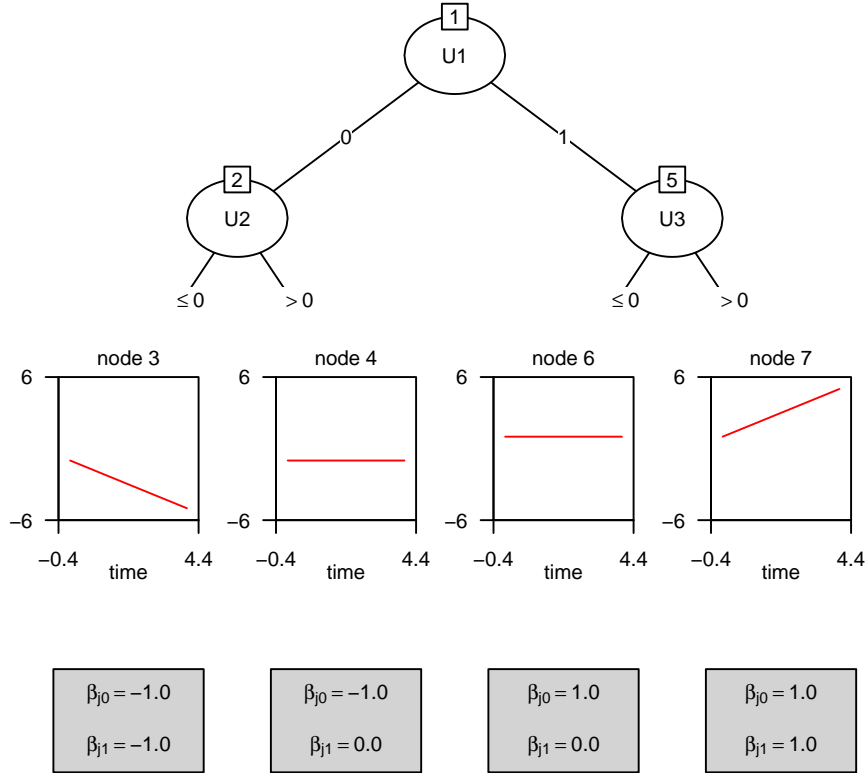 1
U1
0
1
2
5
U2
U3
≤ 0
> 0
≤ 0
> 0
node 3
node 4
node 6
node 7
6
6
6
6
−6
−6
−6
−6
−0.4
4.4
−0.4
4.4
−0.4
4.4
−0.4
4.4
time
time
time
time
βj0 = −1.0
βj0 = −1.0
βj0 = 1.0
βj0 = 1.0
βj1 = −1.0
βj1 = 0.0
βj1 = 0.0
βj1 = 1.0